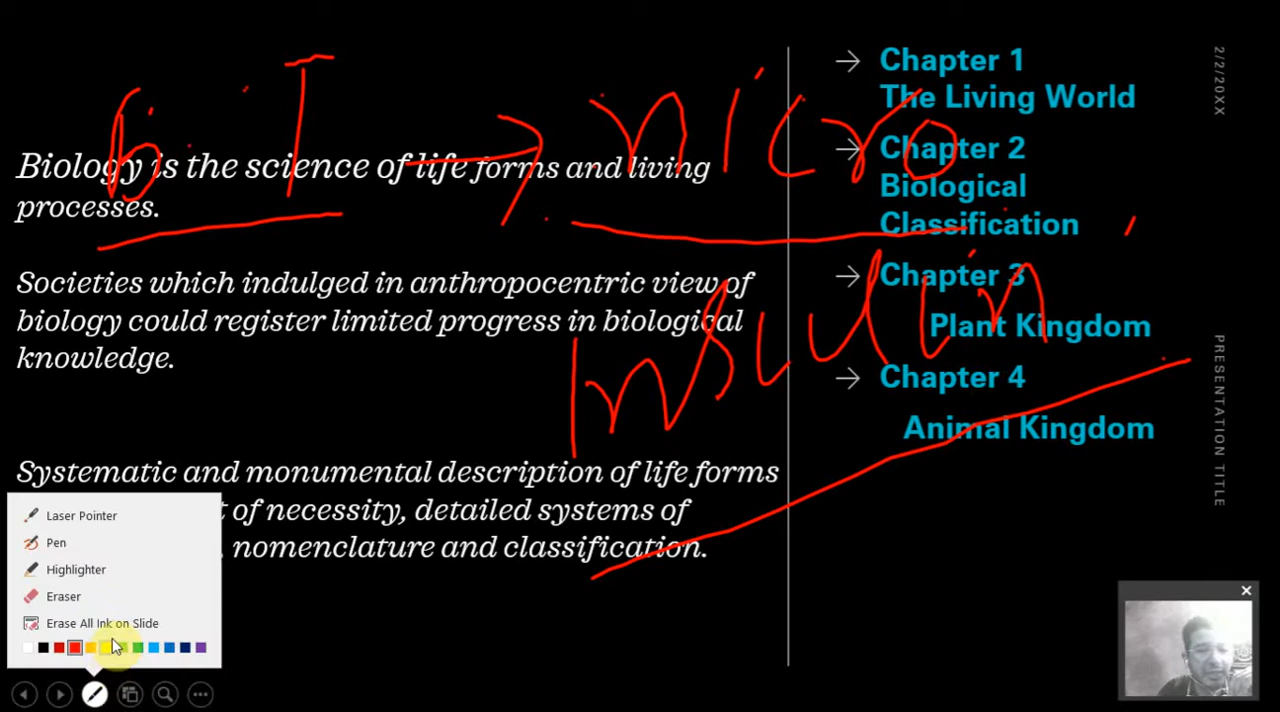 Biology is the science of life forms and living
processes.
Societies which indulged in anthropocentric view of
biology could register limited progress in biological
knowledge.
Systematic and monumental description of life forms
of necessity, detailed systems of
nomenclature and classification.
→ Chapter 1
The Living World
→ Chapter 2
Biological
Classification
→ Chapter 3
Plant Kingdom
→ Chapter 4
Animal Kingdom
2/2/20XX
PRESENTATION TITLE
→ micro
Insulin
Laser Pointer
Pen
Highlighter
Eraser
Erase All Ink on Slide